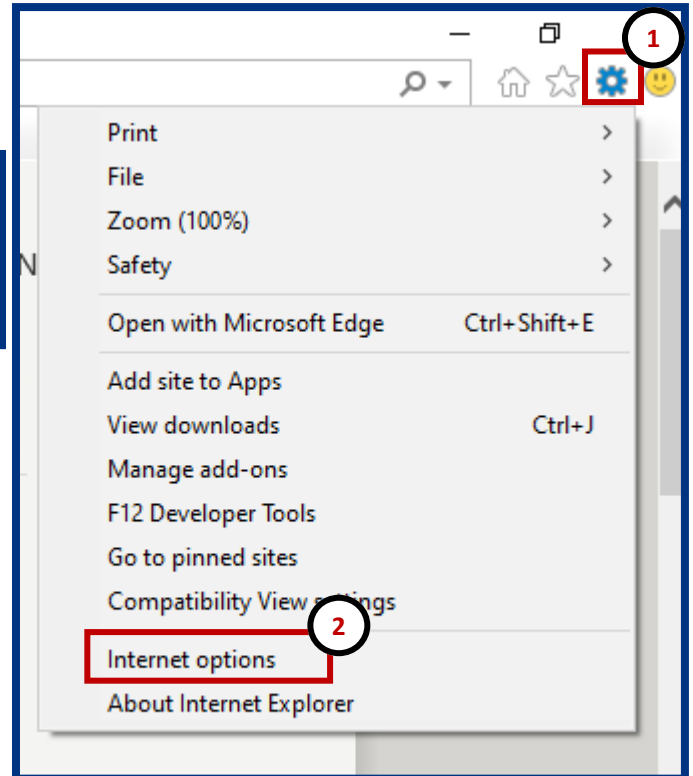 1
Print
File
Zoom (100%)
N
Safety
Open with Microsoft Edge Ctrl+Shift+E
Add site to Apps
View downloads Ctrl+J
Manage add-ons
F12 Developer Tools
Go to pinned sites
Compatibility View settings
2
Internet options
About Internet Explorer